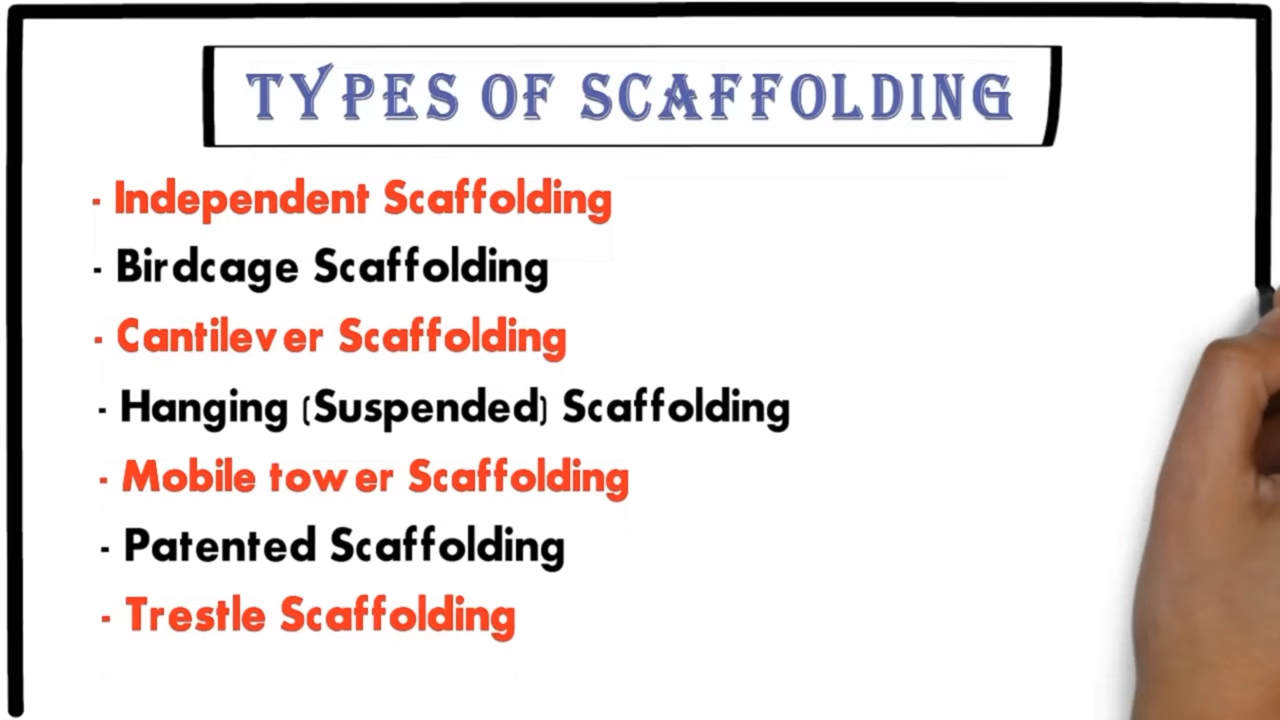 TYPES OF SCAFFOLDING
- Independent Scaffolding
- Birdcage Scaffolding
- Cantilever Scaffolding
- Hanging (Suspended) Scaffolding
- Mobile tower Scaffolding
- Patented Scaffolding
- Trestle Scaffolding